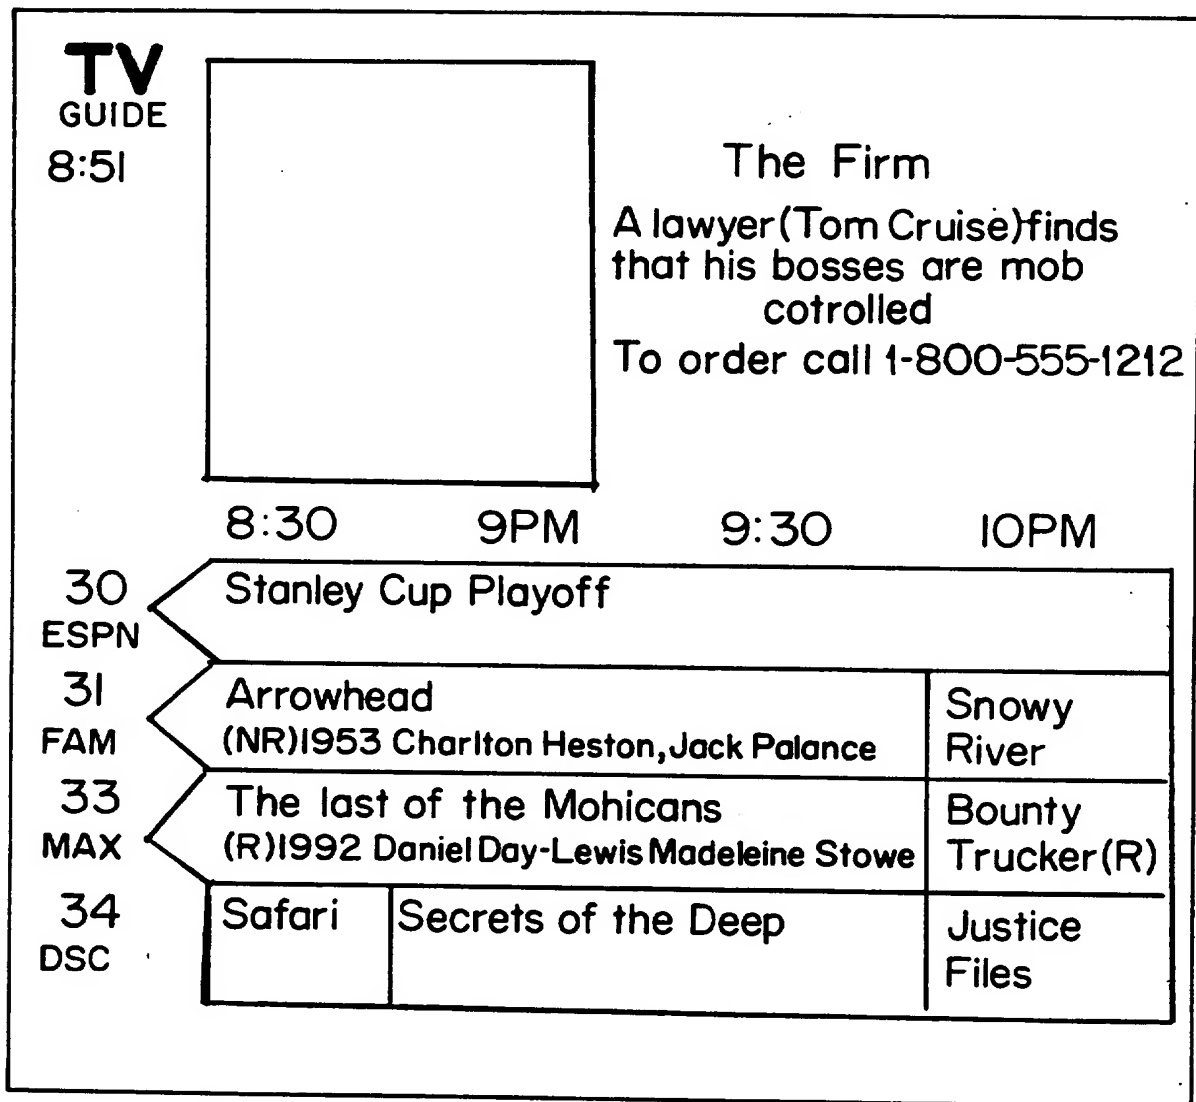 TV
GUIDE
8:51
The Firm
A lawyer (Tom Cruise) finds
that his bosses are mob
cotrolled
To order call 1-800-555-1212
8:30 9PM 9:30 10PM
30 Stanley Cup Playoff
ESPN
31 Arrowhead Snowy
FAM (NR) 1953 Charlton Heston, Jack Palance River
33 The last of the Mohicans Bounty
MAX (R) 1992 Daniel Day-Lewis Madeleine Stowe Trucker (R)
34 Safari Secrets of the Deep Justice
DSC Files